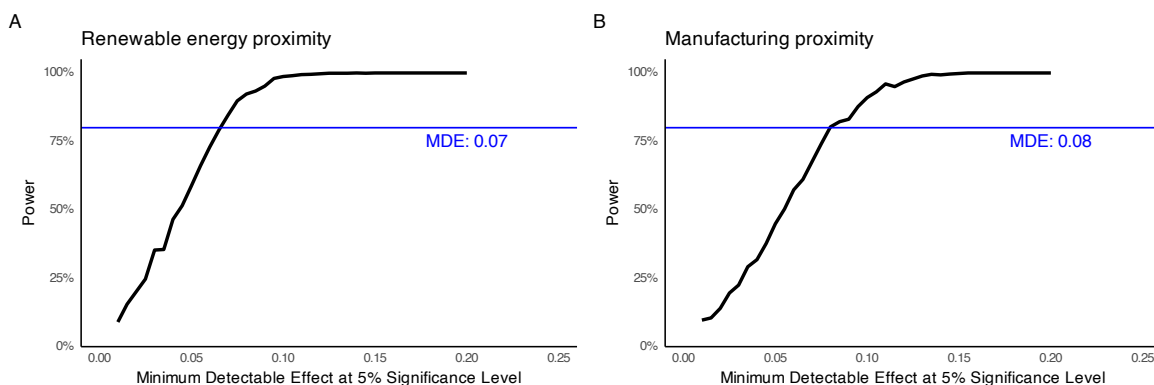 A
Renewable energy proximity
100%
75%
50%
25%
0%
Power
MDE: 0.07
0.00 0.05 0.10 0.15 0.20 0.25
Minimum Detectable Effect at 5% Significance Level
B
Manufacturing proximity
100%
75%
50%
25%
0%
Power
MDE: 0.08
0.00 0.05 0.10 0.15 0.20 0.25
Minimum Detectable Effect at 5% Significance Level